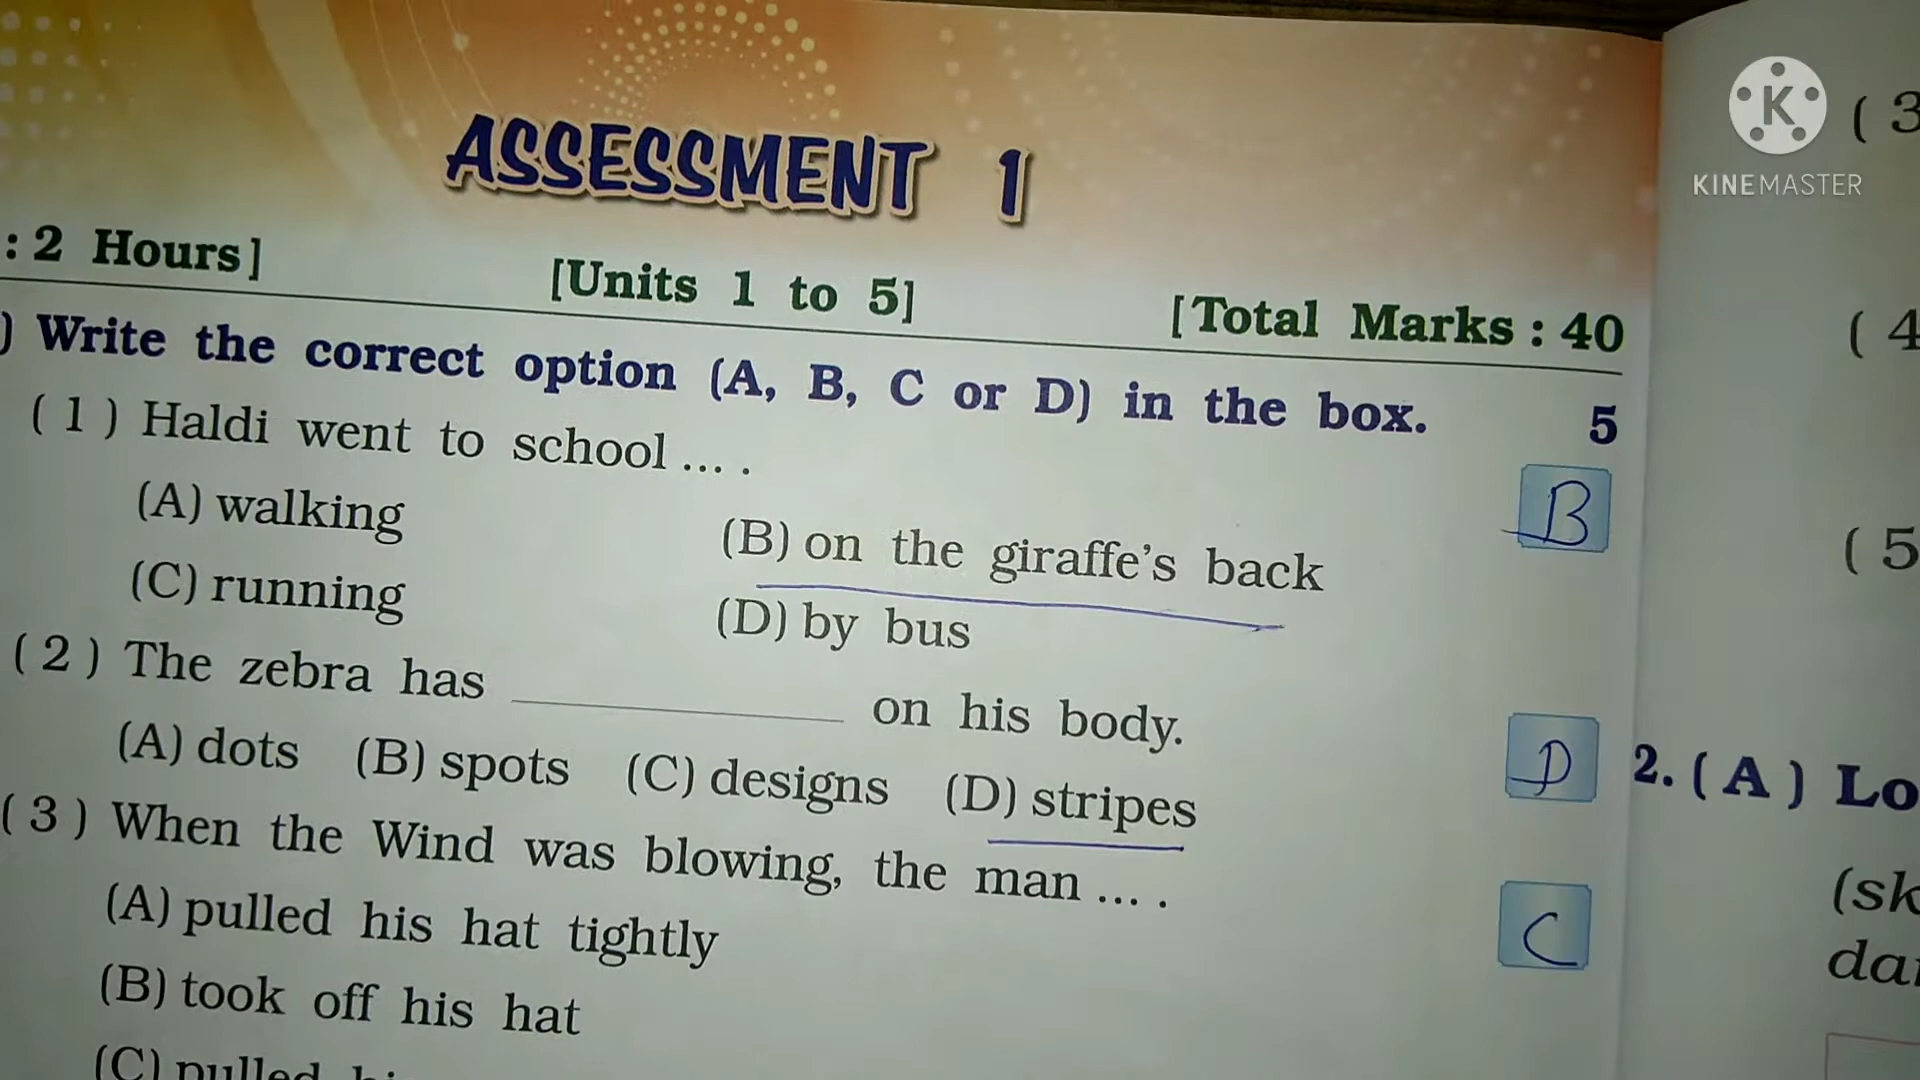 ASSESSMENT 1
: 2 Hours]
[Units 1 to 5]
[Total Marks : 40
) Write the correct option (A, B, C or D) in the box. 5
( 1 ) Haldi went to school ... .
B
(A) walking
(B) on the giraffe's back
(C) running
(D) by bus
( 2 ) The zebra has ____________ on his body.
(A) dots (B) spots (C) designs (D) stripes
D
( 3 ) When the Wind was blowing, the man ... .
C
(A) pulled his hat tightly
(B) took off his hat
(C) pulled
( 3
( 4
( 5
2. ( A ) Lo
(sk
K
KINEMASTER